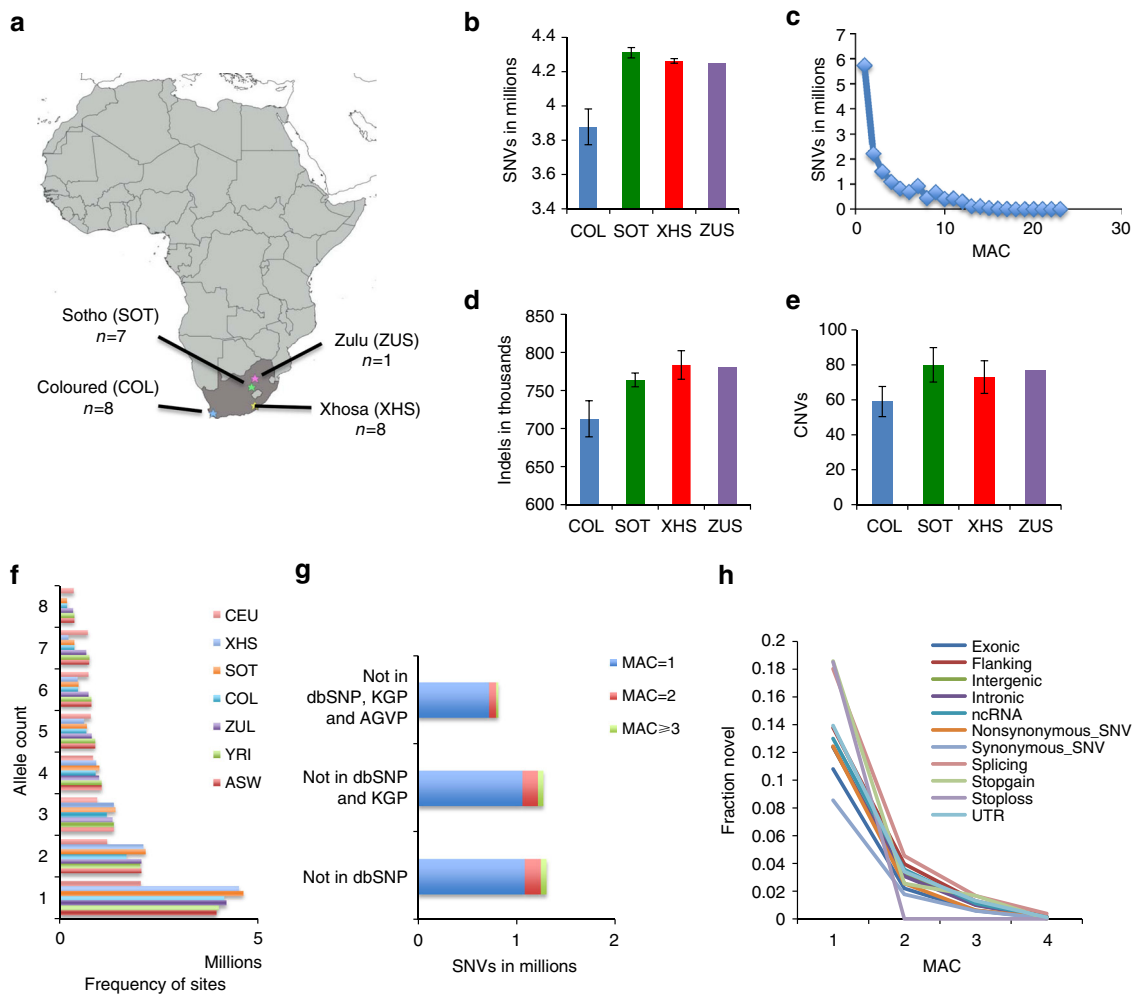 a
Sotho (SOT)
n=7
Zulu (ZUS)
n=1
Coloured (COL)
n=8
Xhosa (XHS)
n=8
b
SNVs in millions
4.4
4.2
4
3.8
3.6
3.4
COL SOT XHS ZUS
c
SNVs in millions
7
6
5
4
3
2
1
0
0 10 20 30
MAC
d
Indels in thousands
850
800
750
700
650
600
COL SOT XHS ZUS
e
CNVs
100
80
60
40
20
0
COL SOT XHS ZUS
f
Allele count
8
7
6
5
4
3
2
1
CEU
XHS
SOT
COL
ZUL
YRI
ASW
0 5
Millions
Frequency of sites
g
Not in
dbSNP, KGP
and AGVP
Not in dbSNP
and KGP
Not in dbSNP
MAC=1
MAC=2
MAC⩾3
0 1 2
SNVs in millions
h
Fraction novel
0.2
0.18
0.16
0.14
0.12
0.1
0.08
0.06
0.04
0.02
0
Exonic
Flanking
Intergenic
Intronic
ncRNA
Nonsynonymous_SNV
Synonymous_SNV
Splicing
Stopgain
Stoploss
UTR
1 2 3 4
MAC